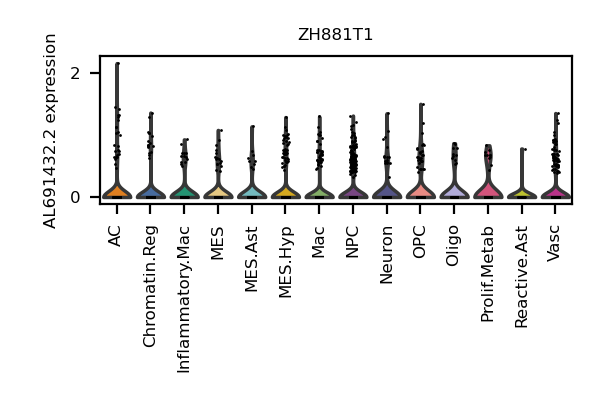 ZH881T1
AL691432.2 expression
2
0
AC
Chromatin.Reg
Inflammatory.Mac
MES
MES.Ast
MES.Hyp
Mac
NPC
Neuron
OPC
Oligo
Prolif.Metab
Reactive.Ast
Vasc